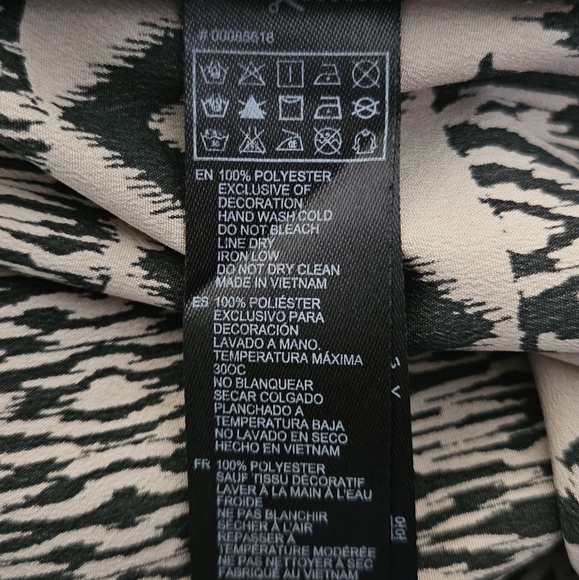 # 00085618
EN 100% POLYESTER
EXCLUSIVE OF
DECORATION
HAND WASH COLD
DO NOT BLEACH
LINE DRY
IRON LOW
DO NOT DRY CLEAN
MADE IN VIETNAM
ES 100% POLIÉSTER
EXCLUSIVO PARA
DECORACIÓN
LAVADO A MANO.
TEMPERATURA MÁXIMA
30OC
NO BLANQUEAR
SECAR COLGADO
PLANCHADO A
TEMPERATURA BAJA
NO LAVADO EN SECO
HECHO EN VIETNAM
FR 100% POLYESTER
SAUF TISSU DÉCORATIF
LAVER À LA MAIN À L'EAU
FROIDE
NE PAS BLANCHIR
SÉCHER À L'AIR
REPASSER À
TEMPÉRATURE MODÉRÉE
NE PAS NETTOYER À SEC
FABRIQUÉ AU VIETNAM